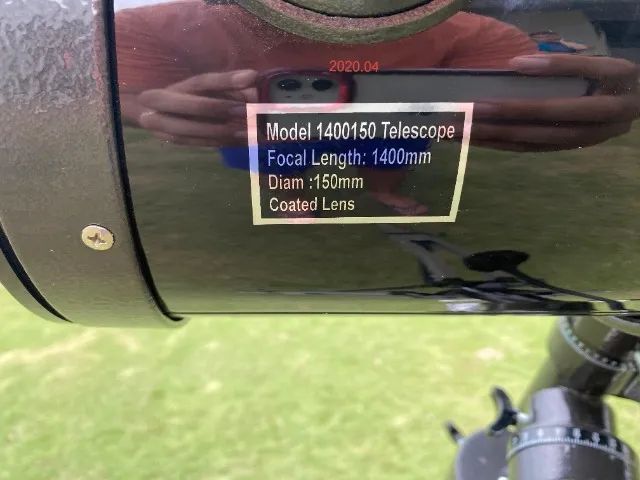 2020.04
Model 1400150 Telescope
Focal Length: 1400mm
Diam :150mm
Coated Lens